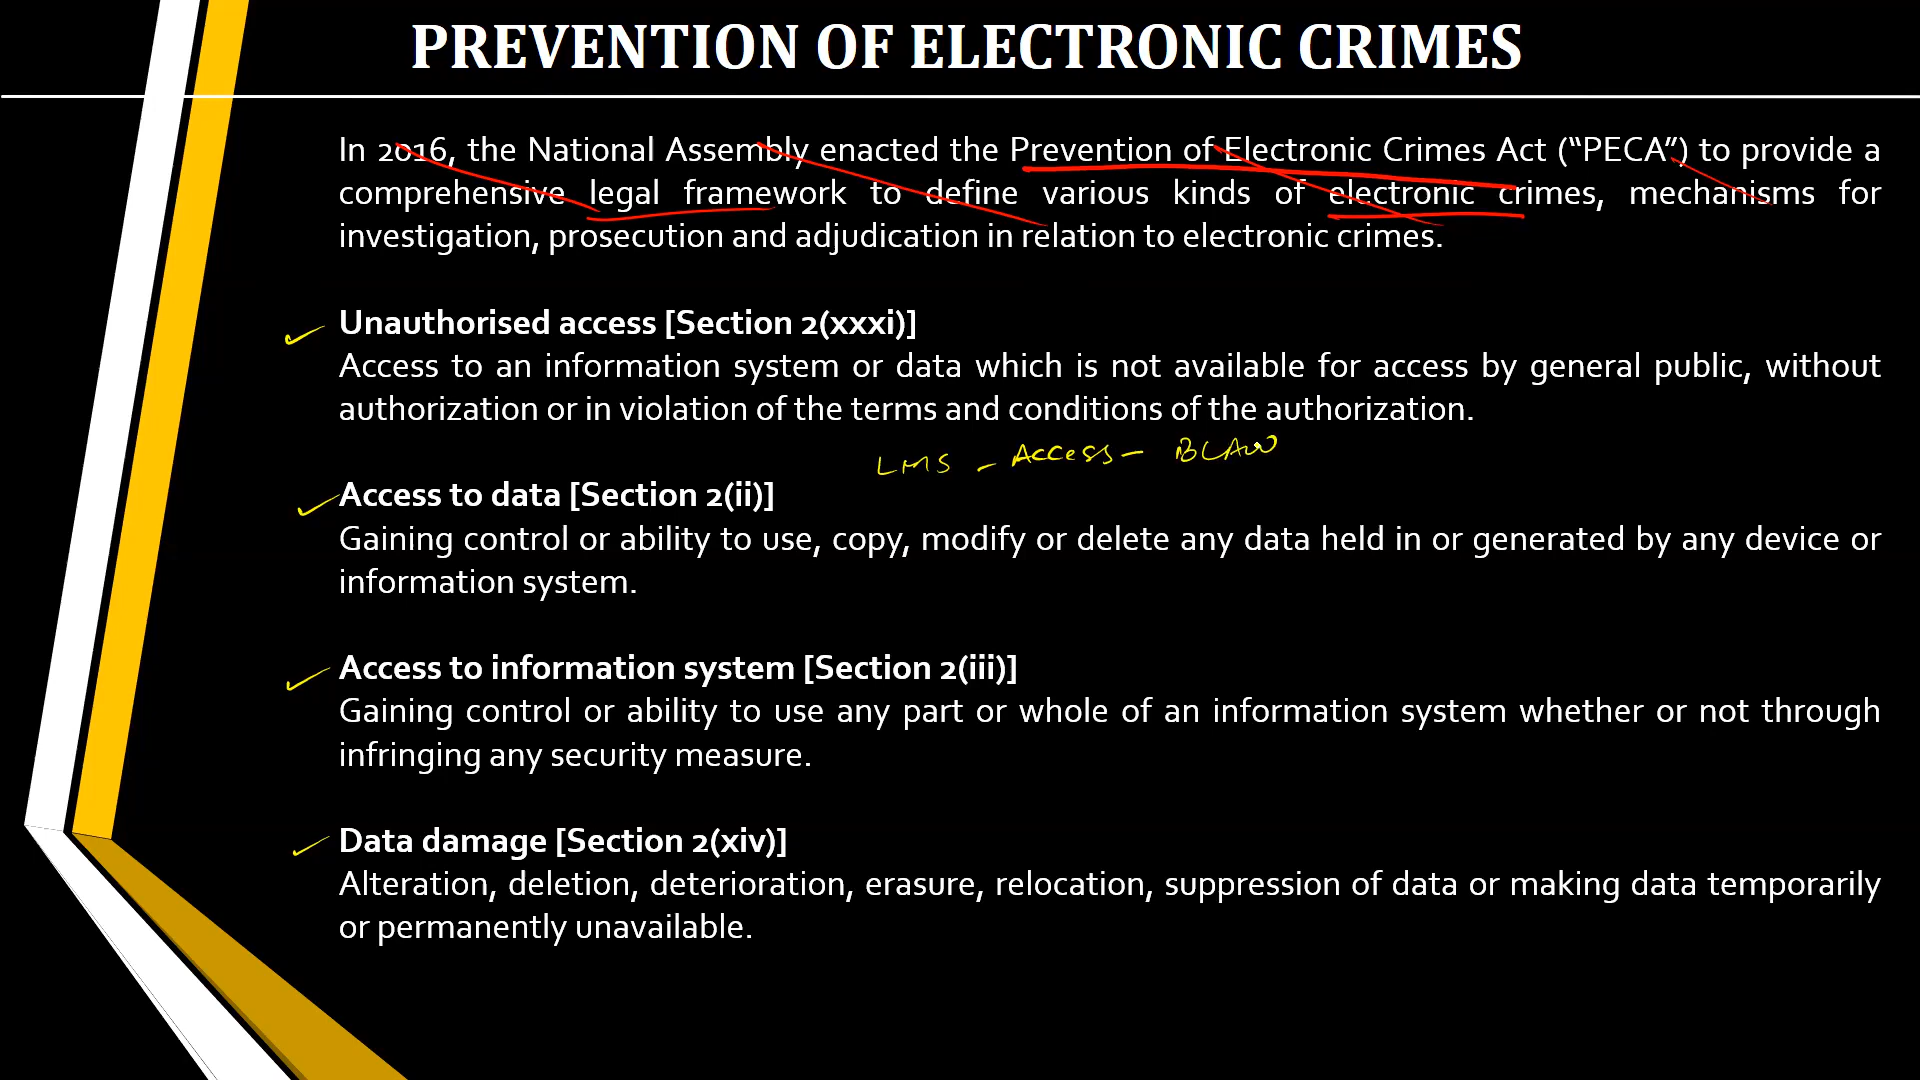 PREVENTION OF ELECTRONIC CRIMES
In 2016, the National Assembly enacted the Prevention of Electronic Crimes Act (“PECA”) to provide a
comprehensive legal framework to define various kinds of electronic crimes, mechanisms for
investigation, prosecution and adjudication in relation to electronic crimes.
Unauthorised access [Section 2(xxxi)]
Access to an information system or data which is not available for access by general public, without
authorization or in violation of the terms and conditions of the authorization.
LMS - Access - BLAW
Access to data [Section 2(ii)]
Gaining control or ability to use, copy, modify or delete any data held in or generated by any device or
information system.
Access to information system [Section 2(iii)]
Gaining control or ability to use any part or whole of an information system whether or not through
infringing any security measure.
Data damage [Section 2(xiv)]
Alteration, deletion, deterioration, erasure, relocation, suppression of data or making data temporarily
or permanently unavailable.